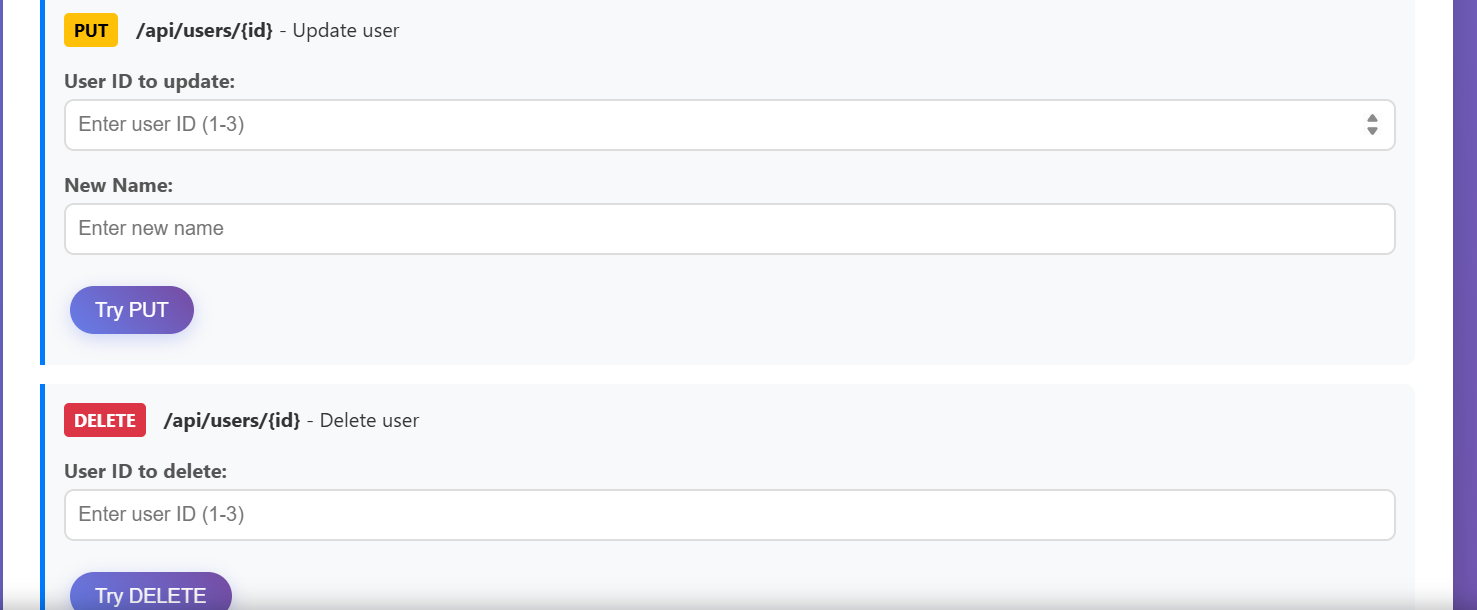 PUT /api/users/{id} - Update user
User ID to update:
Enter user ID (1-3)
New Name:
Enter new name
Try PUT
DELETE /api/users/{id} - Delete user
User ID to delete:
Enter user ID (1-3)
Try DELETE